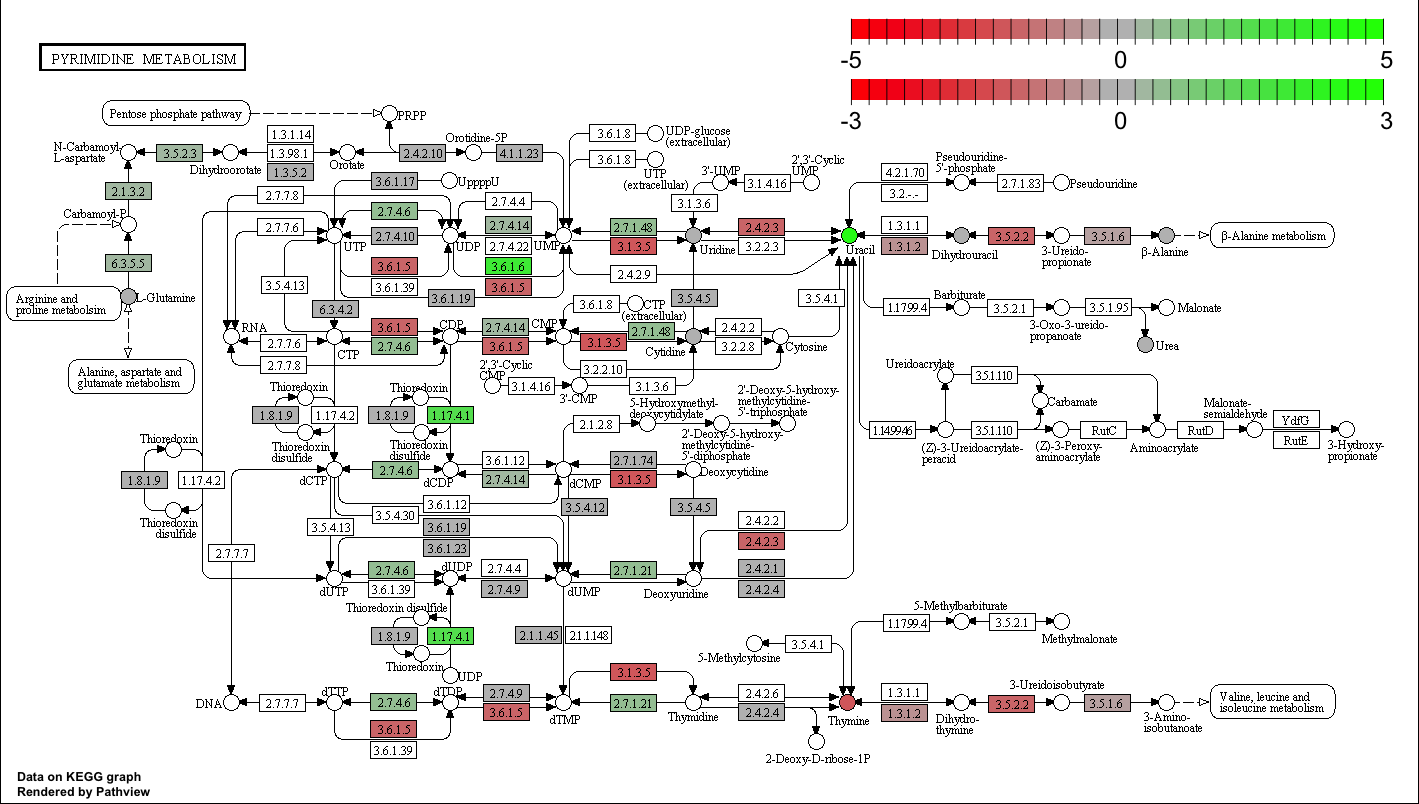 PYRIMIDINE METABOLISM
-5
0
5
-3
0
3
Pentose phosphate pathway
PRPP
N-Carbamoyl-
L-aspartate
3.5.2.3
Dihydroorotate
1.3.1.14
1.3.98.1
1.3.5.2
Orotate
2.4.2.10
Orotidine-5P
4.1.1.23
3.6.1.8
UDP-glucose
(extracellular)
3.6.1.8
UTP
(extracellular)
3'-UMP
3.1.4.16
2',3'-Cyclic
UMP
3.1.3.6
4.2.1.70
3.2.-.-
Pseudouridine-
5'-phosphate
2.7.1.83
Pseudouridine
2.1.3.2
Carbamoyl-P
6.3.5.5
L-Glutamine
Arginine and
proline metabolsim
Alanine, aspartate and
glutamate metabolism
3.6.1.17
UppppU
2.7.7.8
2.7.7.6
UTP
2.7.4.6
2.7.4.10
3.6.1.5
3.6.1.39
UDP
2.7.4.4
2.7.4.14
2.7.4.22
3.6.1.6
3.6.1.5
3.6.1.19
UMP
2.7.1.48
3.1.3.5
Uridine
2.4.2.3
3.2.2.3
2.4.2.9
Uracil
1.3.1.1
1.3.1.2
Dihydrouracil
3.5.2.2
3-Ureido-
propionate
3.5.1.6
β-Alanine
β-Alanine metabolism
3.5.4.13
6.3.4.2
3.6.1.8
CTP
(extracellular)
3.5.4.5
3.5.4.1
1.1.99.4
Barbiturate
3.5.2.1
3-Oxo-3-ureido-
propanoate
3.5.1.95
Malonate
Urea
RNA
2.7.7.6
2.7.7.8
CTP
3.6.1.5
2.7.4.6
CDP
2.7.4.14
3.6.1.5
CMP
2.7.1.48
3.1.3.5
Cytidine
2.4.2.2
3.2.2.8
Cytosine
3.2.2.10
2',3'-Cyclic
CMP
3.1.4.16
3'-CMP
3.1.3.6
Ureidoacrylate
3.5.1.110
Carbamate
1.14.99.46
(Z)-3-Ureidoacrylate-
peracid
3.5.1.110
(Z)-3-Peroxy-
aminoacrylate
RutC
Aminoacrylate
RutD
Malonate-
semialdehyde
YdfG
RutE
3-Hydroxy-
propionate
Thioredoxin
1.8.1.9
1.17.4.2
Thioredoxin
disulfide
Thioredoxin
1.8.1.9
1.17.4.1
Thioredoxin
disulfide
Thioredoxin
1.8.1.9
1.17.4.2
Thioredoxin
disulfide
5-Hydroxymethyl-
deoxycytidylate
2.1.2.8
2'-Deoxy-5-hydroxy-
methylcytidine-
5'-triphosphate
2'-Deoxy-5-hydroxy-
methylcytidine-
5'-diphosphate
dCTP
2.7.4.6
dCDP
3.6.1.12
2.7.4.14
dCMP
2.7.1.74
3.1.3.5
Deoxycytidine
3.6.1.12
3.5.4.30
3.5.4.13
3.6.1.19
3.6.1.23
3.5.4.12
3.5.4.5
2.4.2.2
2.4.2.3
2.7.7.7
dUTP
2.7.4.6
3.6.1.39
dUDP
2.7.4.4
2.7.4.9
dUMP
2.7.1.21
Deoxyuridine
2.4.2.1
2.4.2.4
Thioredoxin disulfide
1.8.1.9
1.17.4.1
Thioredoxin
UDP
2.1.1.45
2.1.1.148
5-Methylcytosine
3.5.4.1
1.1.99.4
5-Methylbarbiturate
3.5.2.1
Methylmalonate
DNA
2.7.7.7
dTTP
2.7.4.6
3.6.1.5
3.6.1.39
dTDP
2.7.4.9
3.6.1.5
dTMP
3.1.3.5
2.7.1.21
Thymidine
2.4.2.6
2.4.2.4
2-Deoxy-D-ribose-1P
Thymine
1.3.1.1
1.3.1.2
Dihydro-
thymine
3.5.2.2
3-Ureidoisobutyrate
3.5.1.6
3-Amino-
isobutanoate
Valine, leucine and
isoleucine metabolism
Data on KEGG graph
Rendered by Pathview